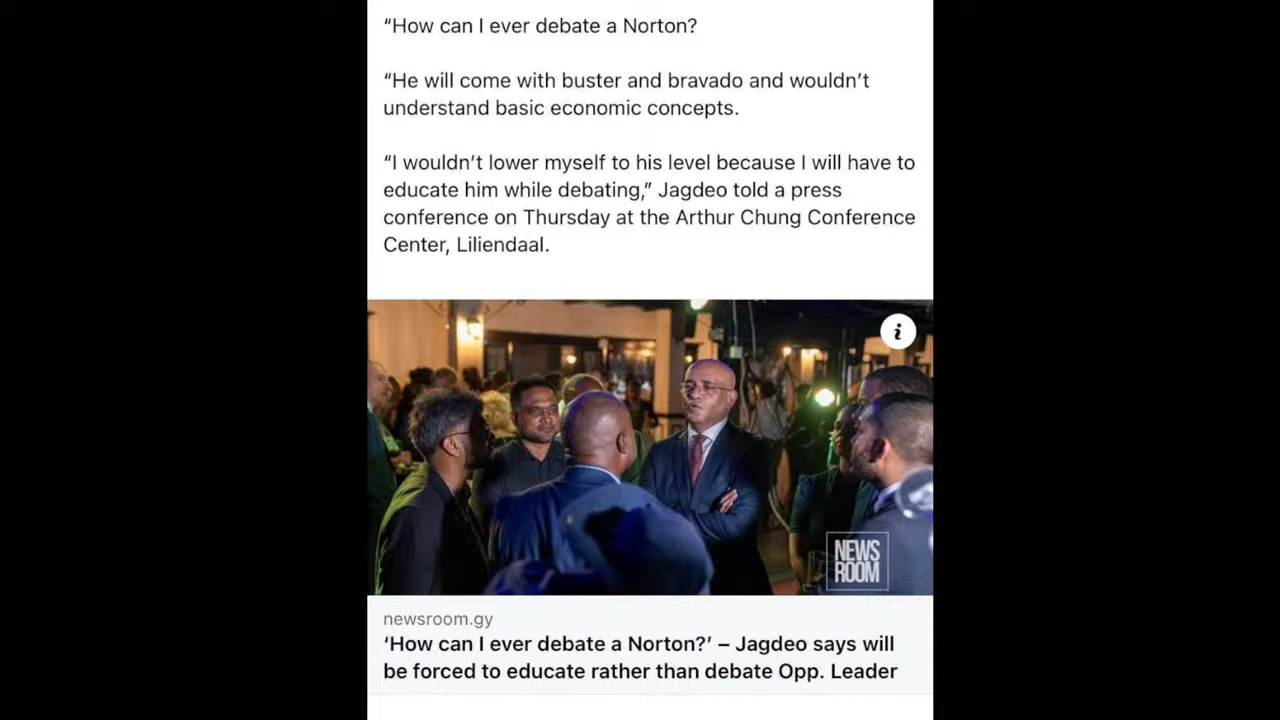 “How can I ever debate a Norton?
“He will come with buster and bravado and wouldn’t
understand basic economic concepts.
“I wouldn’t lower myself to his level because I will have to
educate him while debating,” Jagdeo told a press
conference on Thursday at the Arthur Chung Conference
Center, Liliendaal.
i
NEWS
ROOM
newsroom.gy
‘How can I ever debate a Norton?’ – Jagdeo says will
be forced to educate rather than debate Opp. Leader